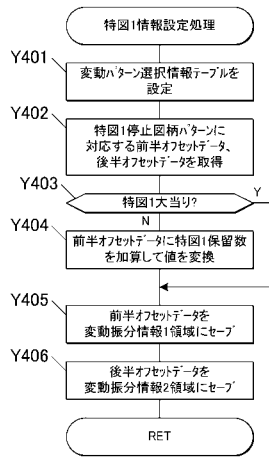 特図1情報設定処理
Y401
変動パターン選択情報テーブルを
設定
Y402
特図1停止図柄パターンに
対応する前半オフセットデータ、
後半オフセットデータを取得
Y403
特図1大当り?
Y
N
Y404
前半オフセットデータに特図1保留数
を加算して値を変換
Y405
前半オフセットデータを
変動振分情報1領域にセーブ
Y406
後半オフセットデータを
変動振分情報2領域にセーブ
RET